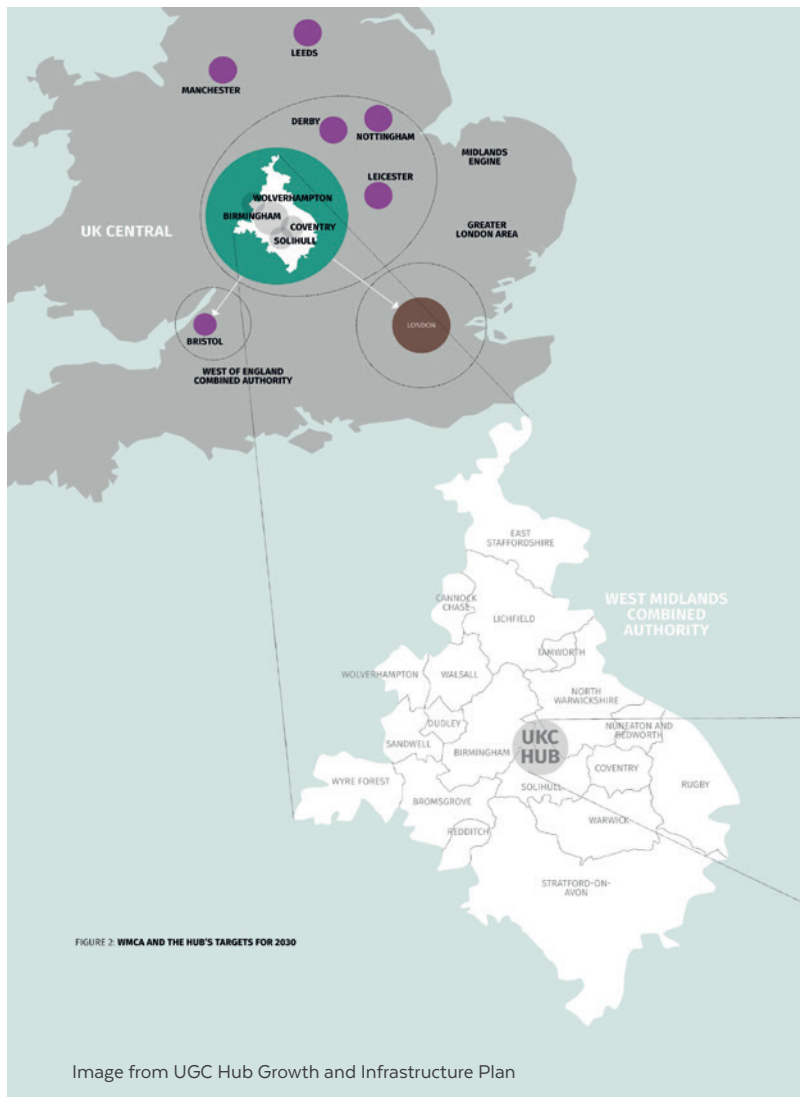 LEEDS
MANCHESTER
DERBY
NOTTINGHAM
MIDLANDS
ENGINE
LEICESTER
WOLVERHAMPTON
BIRMINGHAM
COVENTRY
SOLIHULL
UK CENTRAL
GREATER
LONDON AREA
LONDON
BRISTOL
WEST OF ENGLAND
COMBINED AUTHORITY
EAST
STAFFORDSHIRE
CANNOCK
CHASE
LICHFIELD
WEST MIDLANDS
COMBINED
AUTHORITY
TAMWORTH
WOLVERHAMPTON
WALSALL
NORTH
WARWICKSHIRE
DUDLEY
NUNEATON AND
BEDWORTH
SANDWELL
BIRMINGHAM
UKC
HUB
COVENTRY
WYRE FOREST
SOLIHULL
RUGBY
BROMSGROVE
REDDITCH
WARWICK
STRATFORD-ON-
AVON
FIGURE 2: WMCA AND THE HUB'S TARGETS FOR 2030
Image from UGC Hub Growth and Infrastructure Plan